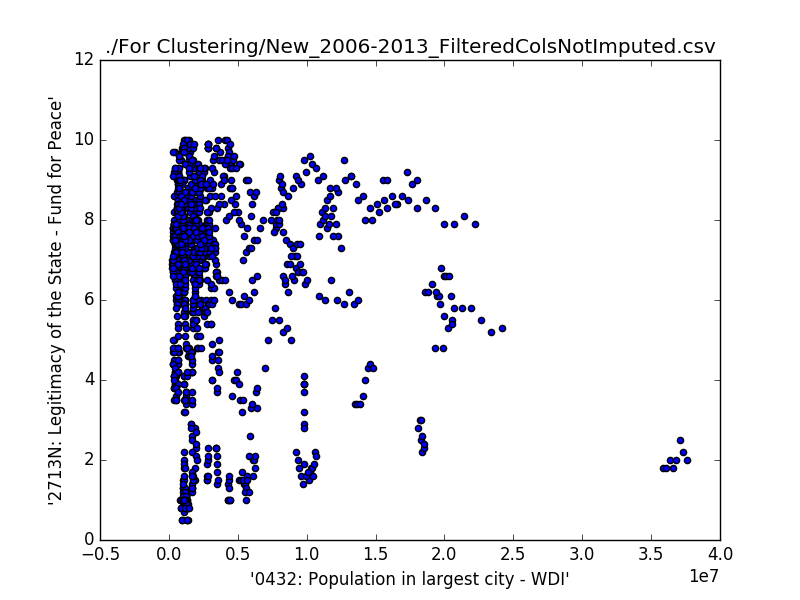 ./For Clustering/New_2006-2013_FilteredColsNotImputed.csv
12
10
8
6
4
2
0
'2713N: Legitimacy of the State - Fund for Peace'
−0.5 0.0 0.5 1.0 1.5 2.0 2.5 3.0 3.5 4.0
1e7
'0432: Population in largest city - WDI'